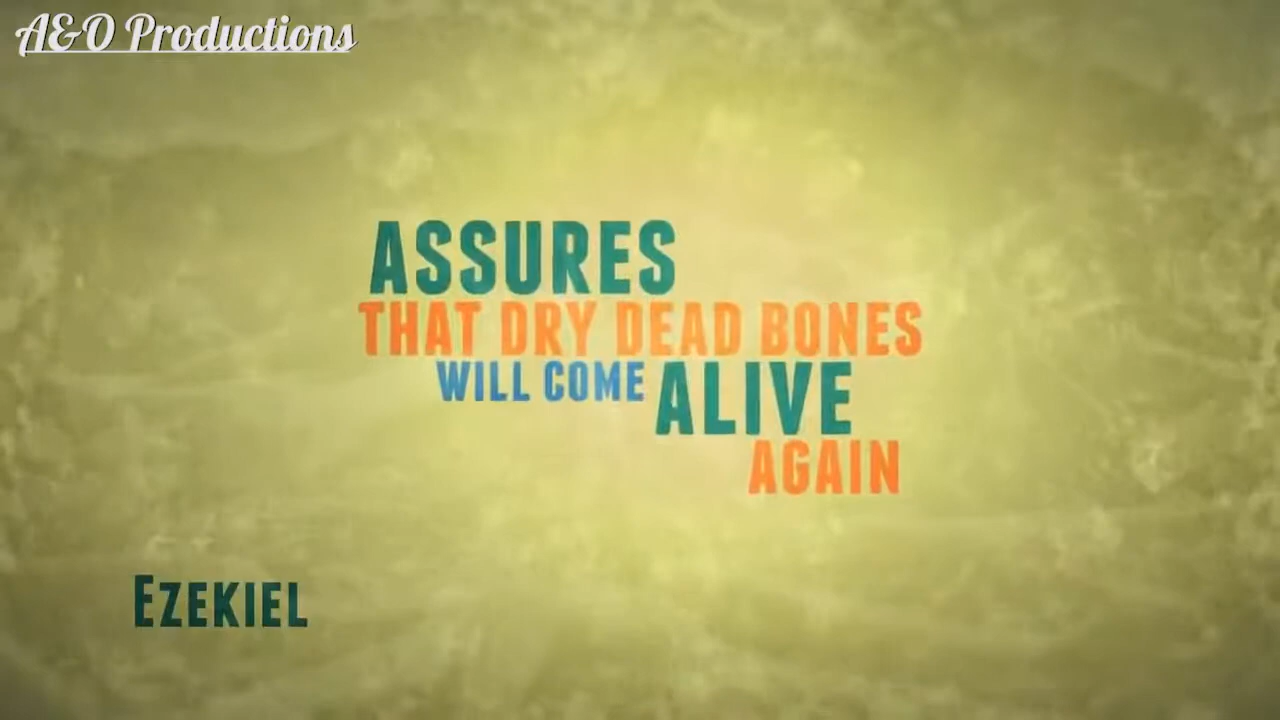 A&O Productions
ASSURES
THAT DRY DEAD BONES
WILL COME ALIVE
AGAIN
EZEKIEL